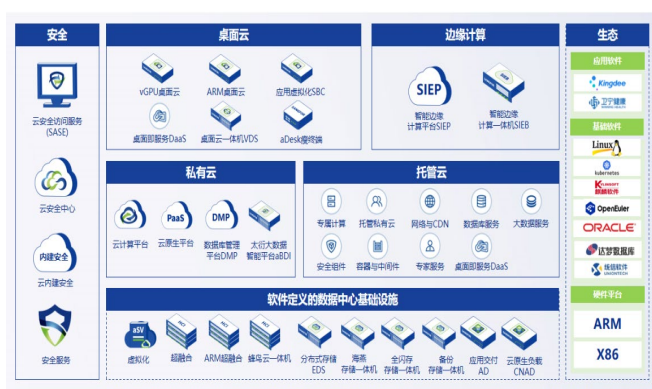 安全
云安全访问服务
(SASE)
云安全中心
内建安全
云内建安全
安全服务
桌面云
vGPU桌面云
ARM桌面云
应用虚拟化SBC
桌面即服务DaaS
桌面云一体机VDS
aDesk瘦终端
边缘计算
SIEP
智能边缘
计算平台SIEP
智能边缘
计算一体机SIEB
私有云
PaaS
DMP
云计算平台
云原生平台
数据库管理
平台DMP
太衍大数据
智能平台aBDI
托管云
专属计算
托管私有云
网络与CDN
数据库服务
大数据服务
安全组件
容器与中间件
专家服务
桌面即服务DaaS
软件定义的数据中心基础设施
aSV
虚拟化
超融合
ARM超融合
蜂鸟云一体机
分布式存储
EDS
海燕
存储一体机
全闪存
存储一体机
备份
存储一体机
应用交付
AD
云原生负载
CNAD
生态
应用软件
Kingdee
卫宁健康
基础软件
Linux
kubernetes
KYLINSOFT
麒麟软件
OpenEuler
ORACLE
达梦数据库
统信软件
UNIONTECH
硬件平台
ARM
X86